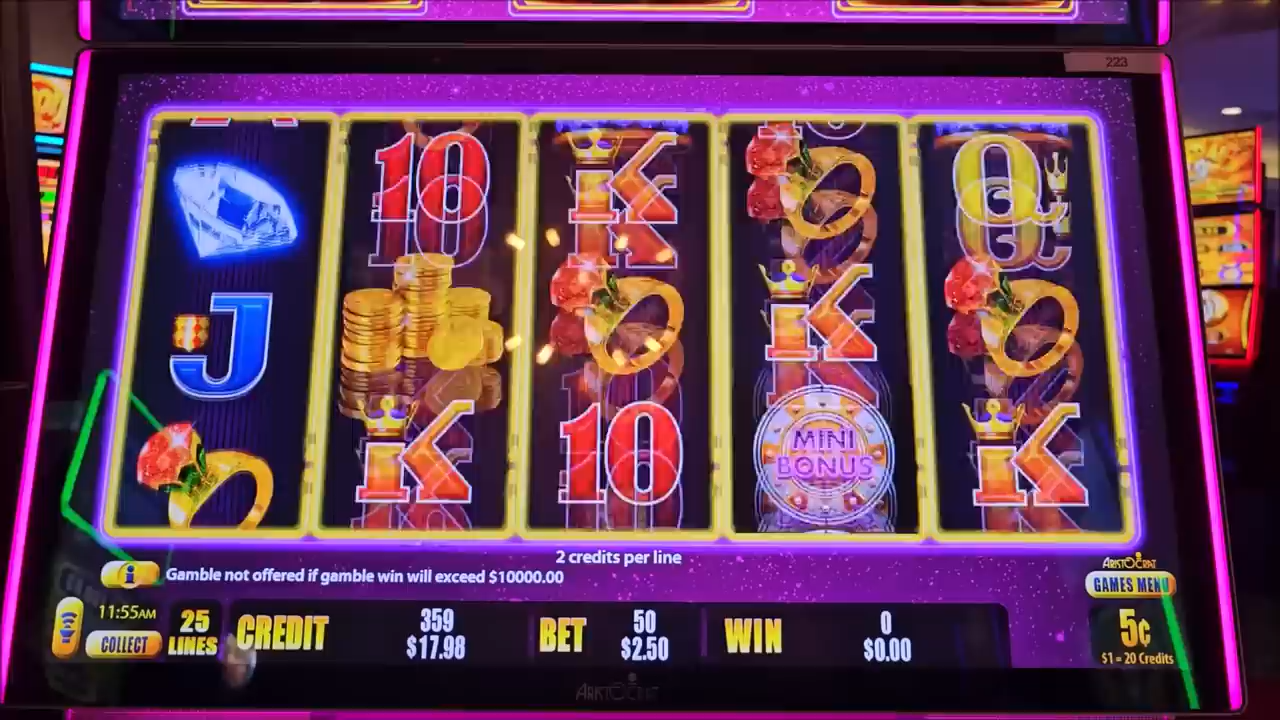 223
10
K
Q
J
K
K
10
MINI
BONUS
K
2 credits per line
Gamble not offered if gamble win will exceed $10000.00
ARISTOCRAT
GAMES MENU
11:55AM
COLLECT
25
LINES
CREDIT
359
$17.98
BET
50
$2.50
WIN
0
$0.00
5¢
$1 = 20 Credits
ARISTOCRAT